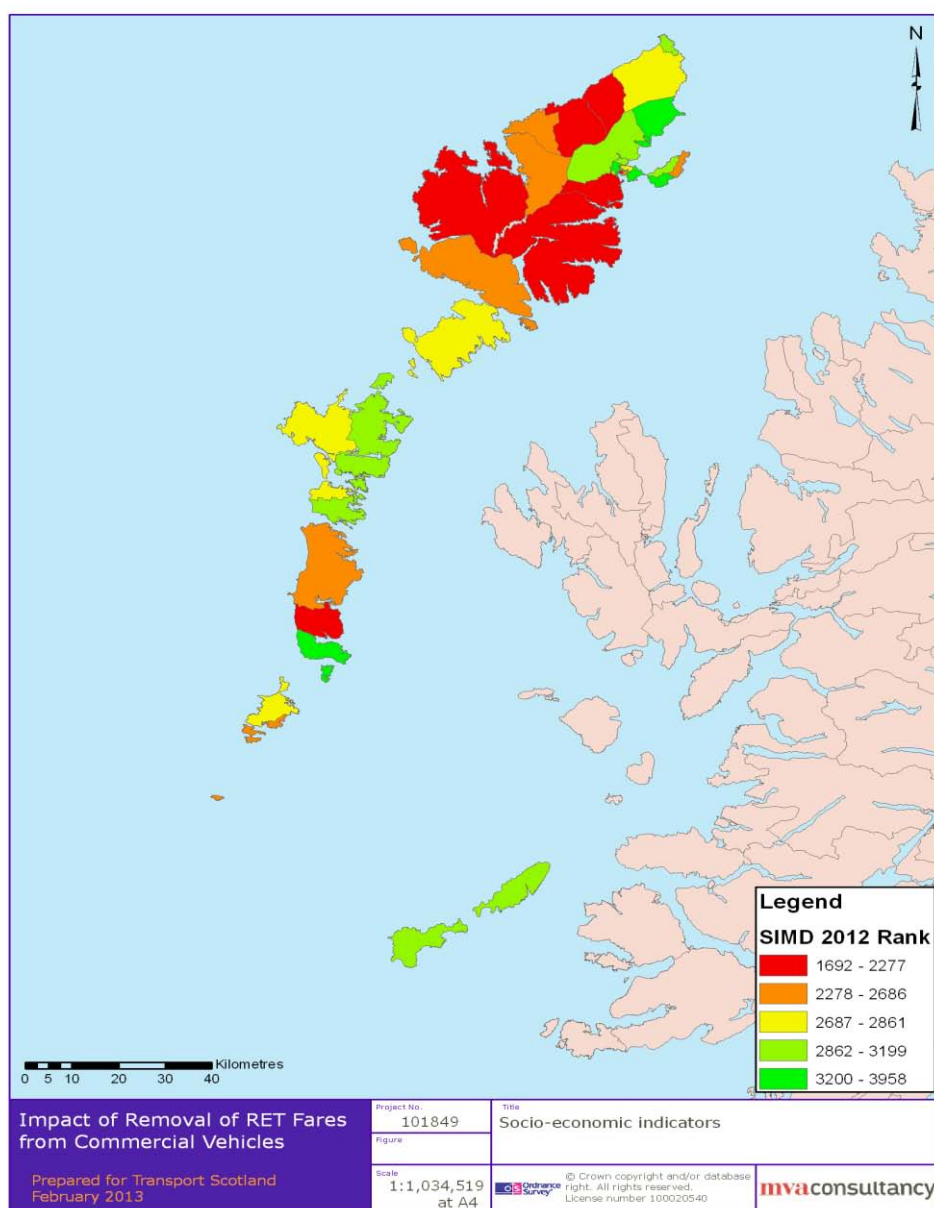 N
Legend
SIMD 2012 Rank
1692 - 2277
2278 - 2686
2687 - 2861
2862 - 3199
3200 - 3958
Kilometres
0 5 10 20 30 40
Impact of Removal of RET Fares
from Commercial Vehicles
Prepared for Transport Scotland
February 2013
Project No.
101849
Figure
Scale
1:1,034,519
at A4
Title
Socio-economic indicators
OS Ordnance
Survey
© Crown copyright and/or database
right. All rights reserved.
License number 100020540
mvaconsultancy